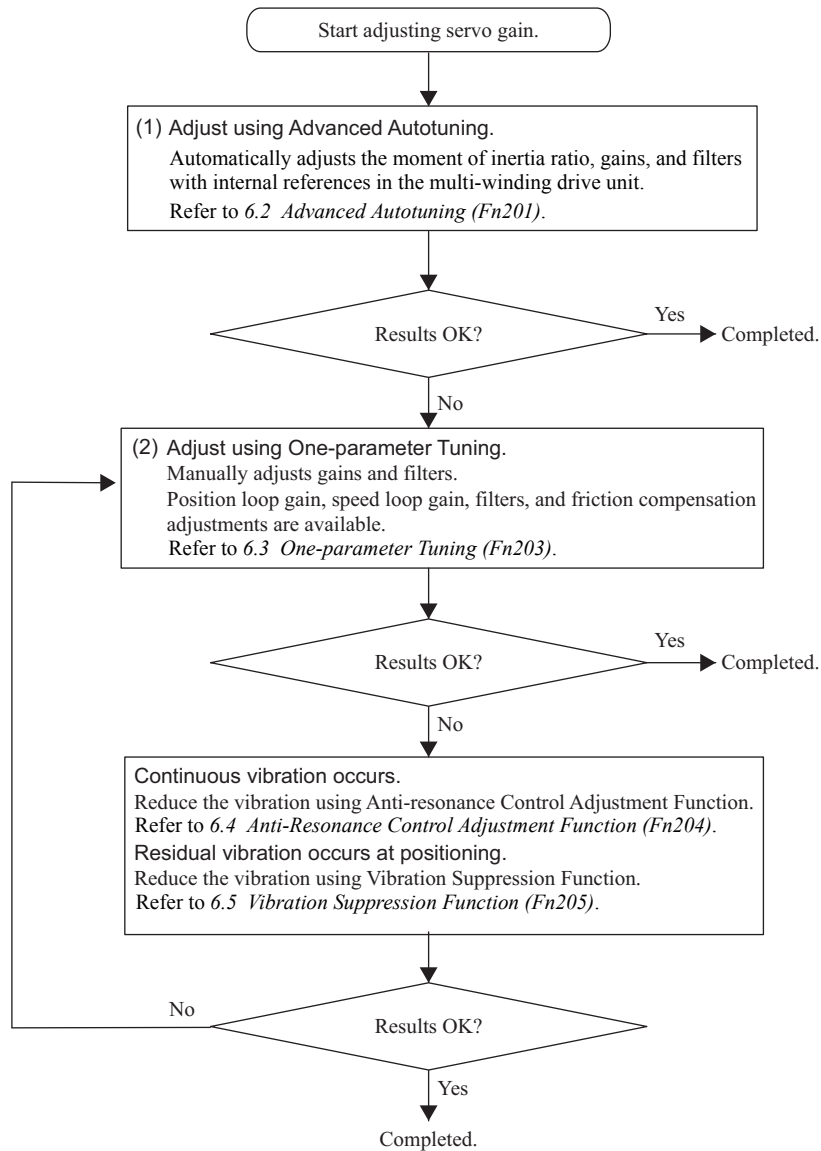 Start adjusting servo gain.
(1) Adjust using Advanced Autotuning.
Automatically adjusts the moment of inertia ratio, gains, and filters
with internal references in the multi-winding drive unit.
Refer to 6.2 Advanced Autotuning (Fn201).
Results OK?
Yes
Completed.
No
(2) Adjust using One-parameter Tuning.
Manually adjusts gains and filters.
Position loop gain, speed loop gain, filters, and friction compensation
adjustments are available.
Refer to 6.3 One-parameter Tuning (Fn203).
Results OK?
Yes
Completed.
No
Continuous vibration occurs.
Reduce the vibration using Anti-resonance Control Adjustment Function.
Refer to 6.4 Anti-Resonance Control Adjustment Function (Fn204).
Residual vibration occurs at positioning.
Reduce the vibration using Vibration Suppression Function.
Refer to 6.5 Vibration Suppression Function (Fn205).
No
Results OK?
Yes
Completed.